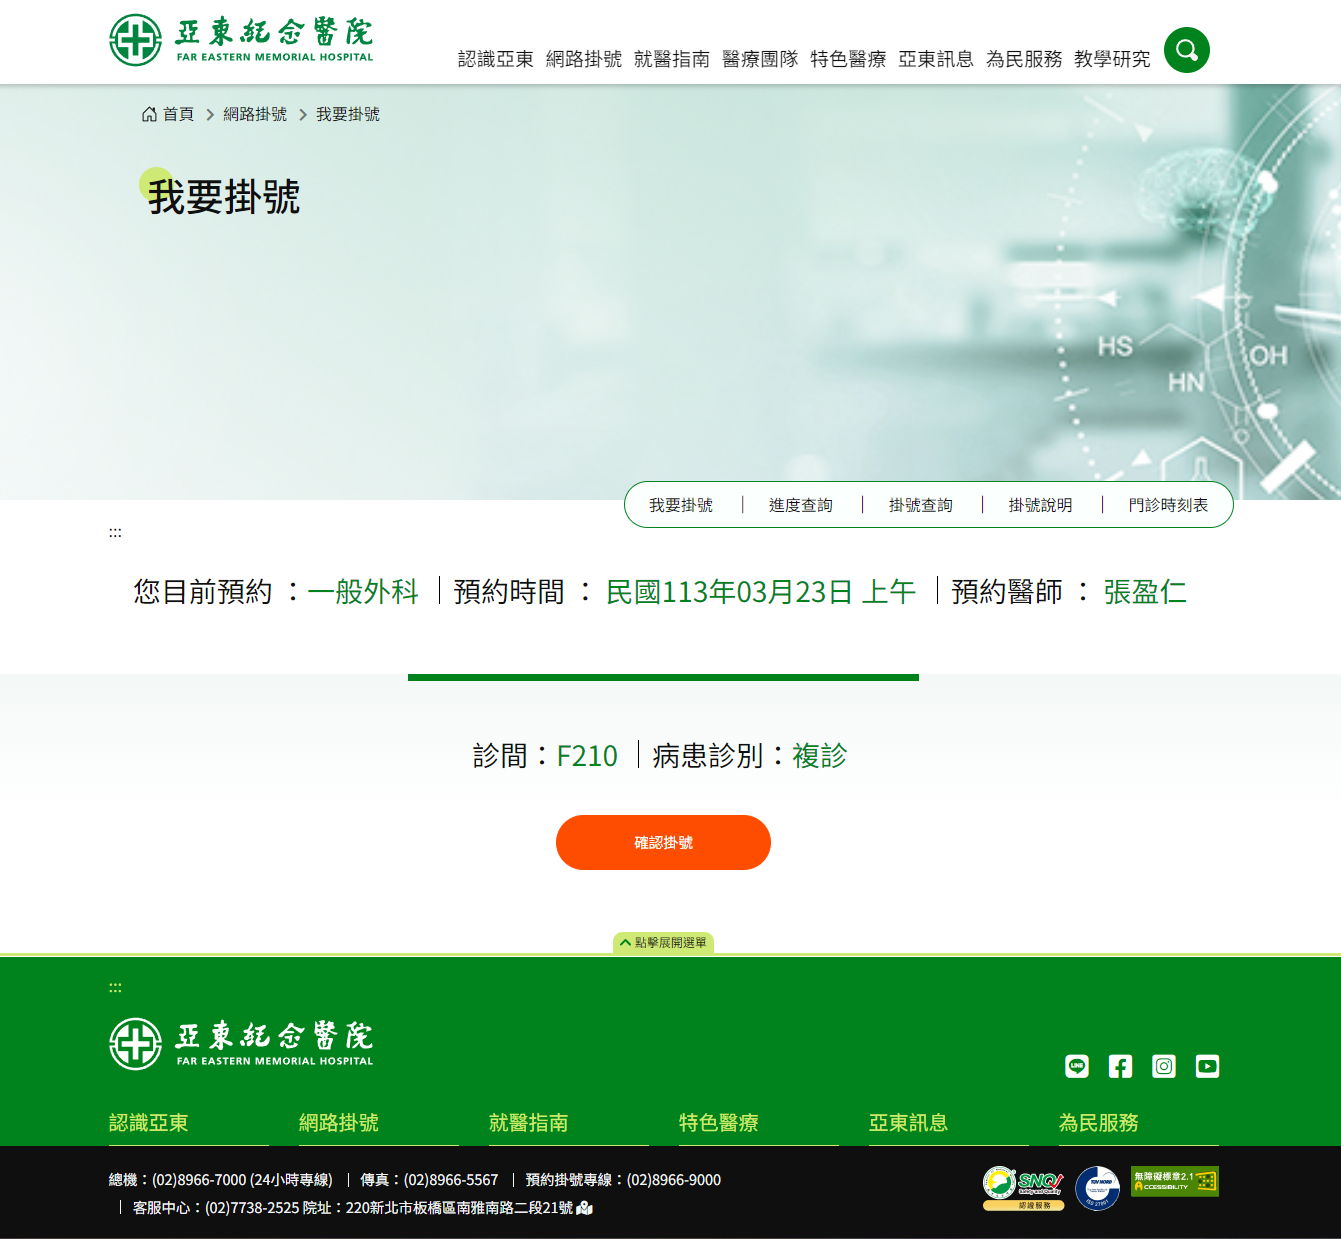 亞東紀念醫院
FAR EASTERN MEMORIAL HOSPITAL
認識亞東 網路掛號 就醫指南 醫療團隊 特色醫療 亞東訊息 為民服務 教學研究
首頁 網路掛號 我要掛號
我要掛號
HS
OH
HN
我要掛號 進度查詢 掛號查詢 掛號說明 門診時刻表
:::
您目前預約 ：一般外科 ｜預約時間 ： 民國113年03月23日 上午 ｜預約醫師 ： 張盈仁
診間：F210 ｜病患診別：複診
確認掛號
點擊展開選單
:::
亞東紀念醫院
FAR EASTERN MEMORIAL HOSPITAL
認識亞東 網路掛號 就醫指南 特色醫療 亞東訊息 為民服務
總機：(02)8966-7000 (24小時專線) ｜ 傳真：(02)8966-5567 ｜ 預約掛號專線：(02)8966-9000
｜ 客服中心：(02)7738-2525 院址：220新北市板橋區南雅南路二段21號
SNQ
Safety and Quality
認證服務
TÜV NORD
無障礙標章2.1
ACCESSIBILITY